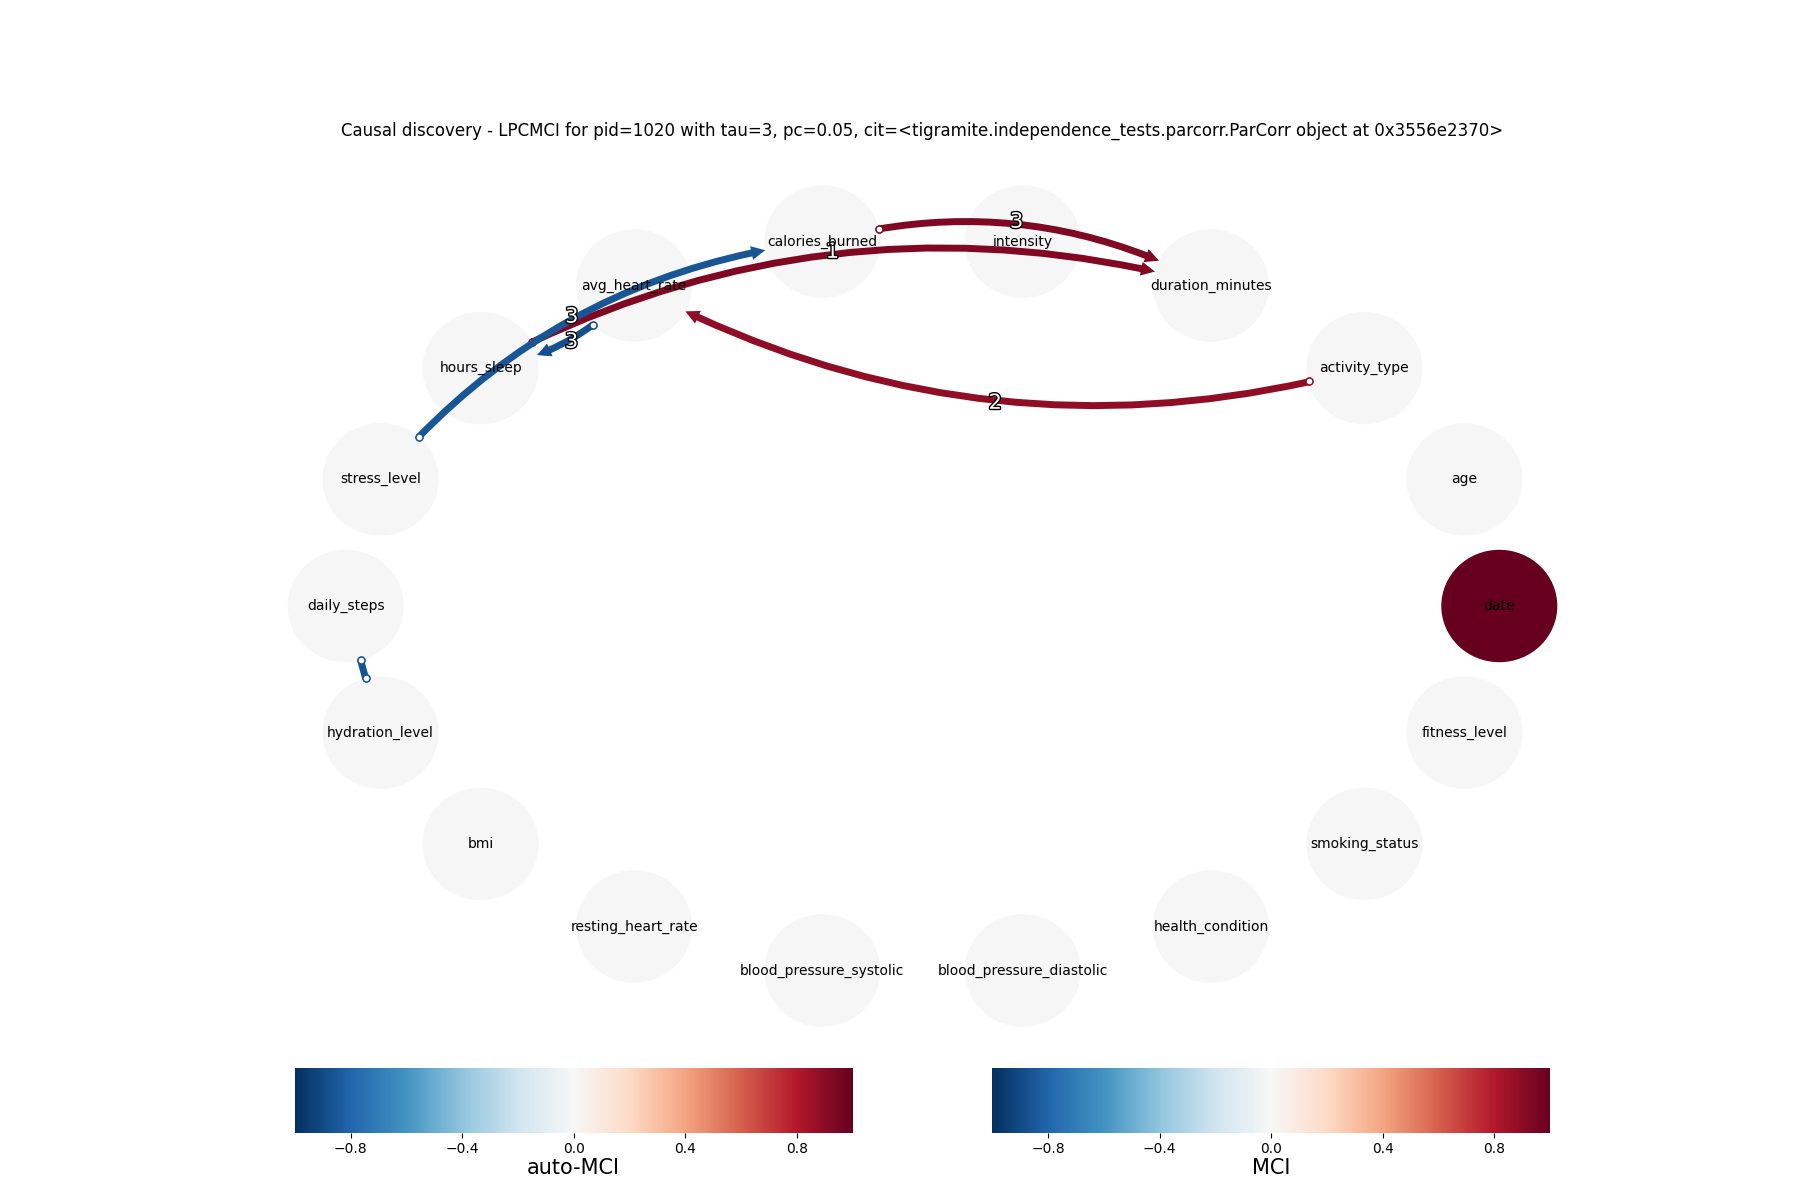 Causal discovery - LPCMCI for pid=1020 with tau=3, pc=0.05, cit=<tigramite.independence_tests.parcorr.ParCorr object at 0x3556e2370>
3
calories_burned
intensity
1
avg_heart_rate
duration_minutes
3
3
hours_sleep
activity_type
2
stress_level
age
daily_steps
date
hydration_level
fitness_level
bmi
smoking_status
resting_heart_rate
health_condition
blood_pressure_systolic
blood_pressure_diastolic
−0.8 −0.4 0.0 0.4 0.8
auto-MCI
−0.8 −0.4 0.0 0.4 0.8
MCI